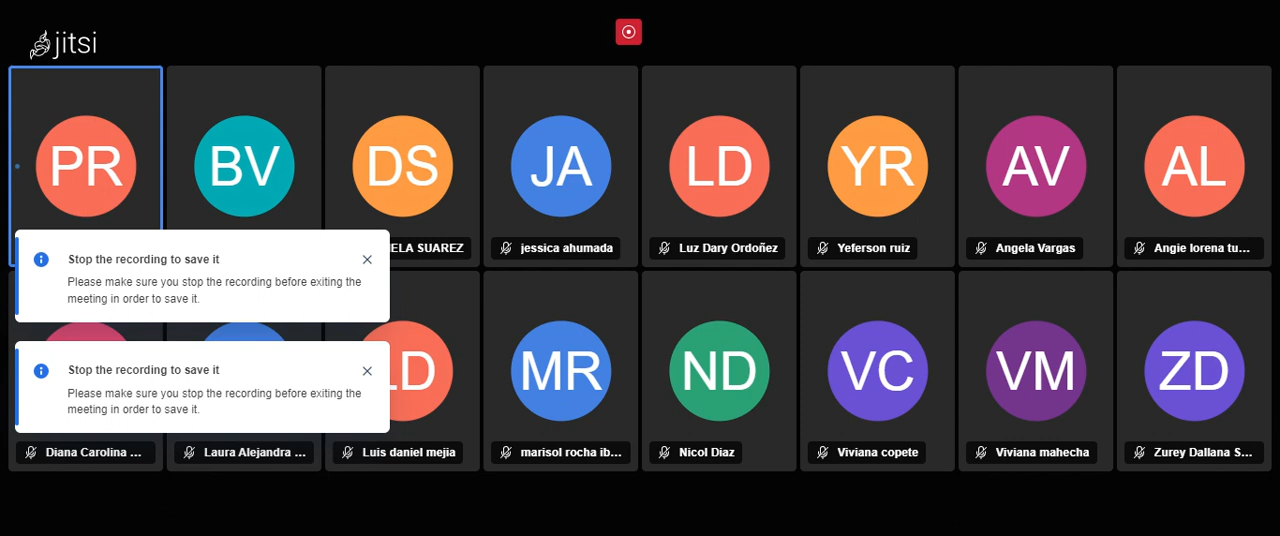 jitsi
PR
BV
DS
JA
LD
YR
AV
AL
ELA SUAREZ
jessica ahumada
Luz Dary Ordoñez
Yeferson ruiz
Angela Vargas
Angie lorena tu...
Stop the recording to save it
Please make sure you stop the recording before exiting the
meeting in order to save it.
Stop the recording to save it
Please make sure you stop the recording before exiting the
meeting in order to save it.
LD
MR
ND
VC
VM
ZD
Diana Carolina ...
Laura Alejandra ...
Luis daniel mejia
marisol rocha ib...
Nicol Diaz
Viviana copete
Viviana mahecha
Zurey Dallana S...